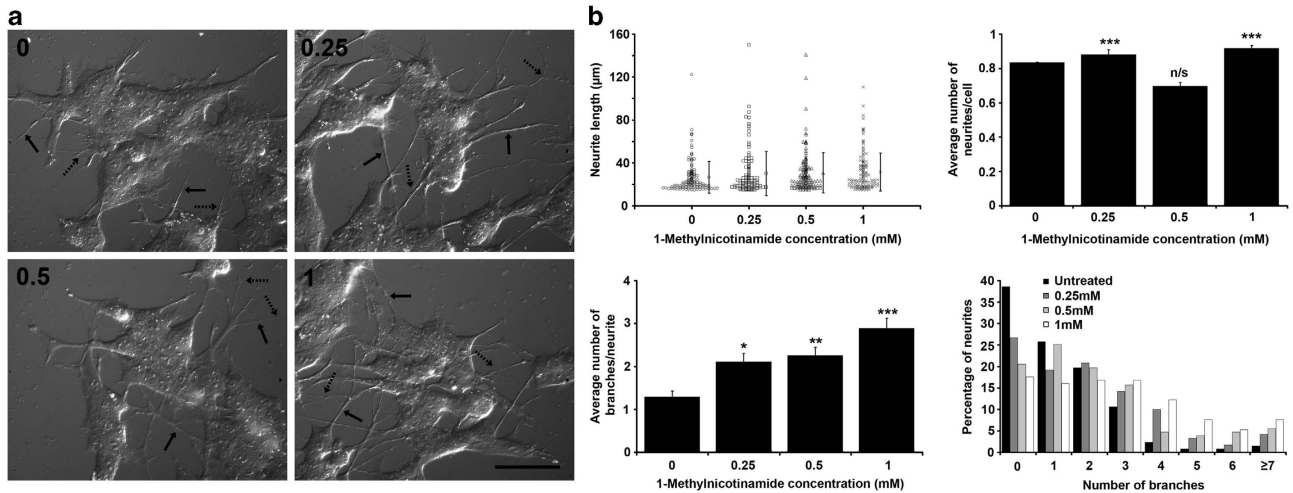 a
0
0.25
0.5
1
b
Neurite length (µm)
160
120
80
40
0
0 0.25 0.5 1
1-Methylnicotinamide concentration (mM)
Average number of
neurites/cell
1
0.8
0.6
0.4
0.2
0
***
n/s
***
0 0.25 0.5 1
1-Methylnicotinamide concentration (mM)
Average number of
branches/neurite
4
3
2
1
0
*
**
***
0 0.25 0.5 1
1-Methylnicotinamide concentration (mM)
Percentage of neurites
40
35
30
25
20
15
10
5
0
Untreated
0.25mM
0.5mM
1mM
0 1 2 3 4 5 6 ≥7
Number of branches